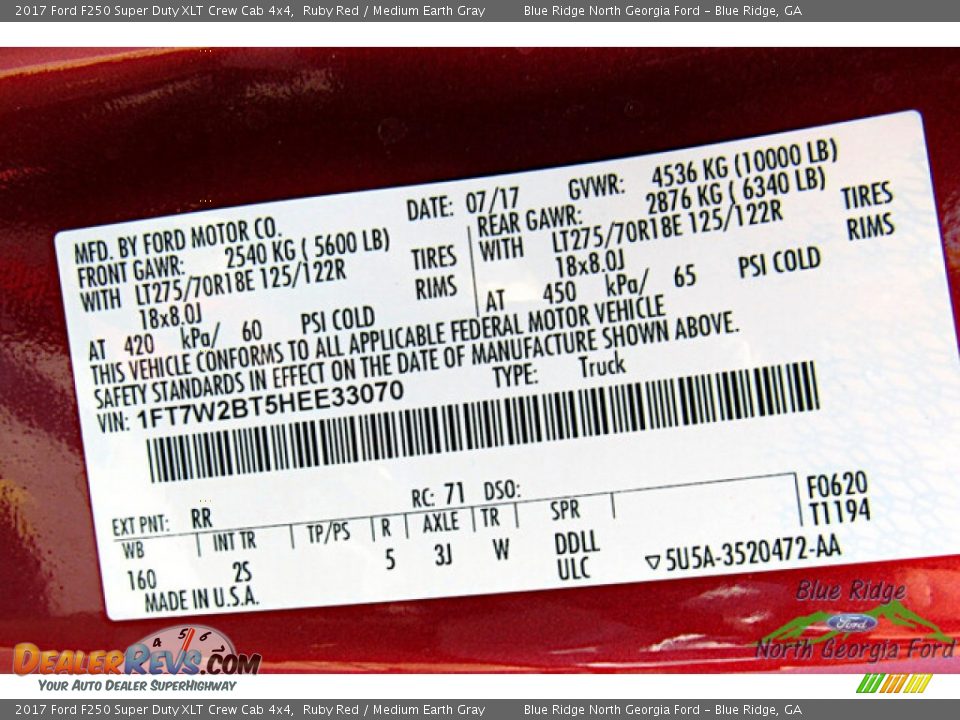 2017 Ford F250 Super Duty XLT Crew Cab 4x4, Ruby Red / Medium Earth Gray Blue Ridge North Georgia Ford – Blue Ridge, GA
MFD. BY FORD MOTOR CO. DATE: 07/17 GVWR: 4536 KG (10000 LB)
FRONT GAWR: 2540 KG ( 5600 LB) REAR GAWR: 2876 KG ( 6340 LB)
WITH LT275/70R18E 125/122R TIRES WITH LT275/70R18E 125/122R TIRES
18x8.0J RIMS 18x8.0J RIMS
AT 420 kPa/ 60 PSI COLD AT 450 kPa/ 65 PSI COLD
THIS VEHICLE CONFORMS TO ALL APPLICABLE FEDERAL MOTOR VEHICLE
SAFETY STANDARDS IN EFFECT ON THE DATE OF MANUFACTURE SHOWN ABOVE.
VIN: 1FT7W2BT5HEE33070 TYPE: Truck
EXT PNT: RR RC: 71 DSO: F0620
WB INT TR TP/PS R AXLE TR SPR T1194
160 2S 5 3J W DDLL
ULC ▽5U5A-3520472-AA
MADE IN U.S.A.
Blue Ridge
Ford
North Georgia Ford
4 5 6
DEALERREVS.COM
YOUR AUTO DEALER SUPERHIGHWAY
2017 Ford F250 Super Duty XLT Crew Cab 4x4, Ruby Red / Medium Earth Gray Blue Ridge North Georgia Ford – Blue Ridge, GA